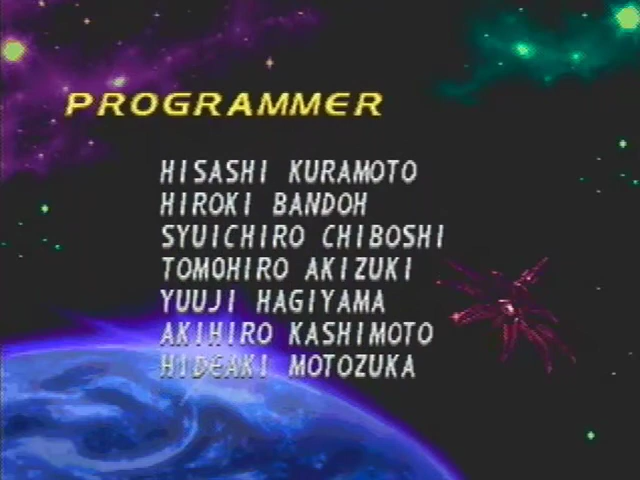 PROGRAMMER
HISASHI KURAMOTO
HIROKI BANDOH
SYUICHIRO CHIBOSHI
TOMOHIRO AKIZUKI
YUUJI HAGIYAMA
AKIHIRO KASHIMOTO
HIDEAKI MOTOZUKA